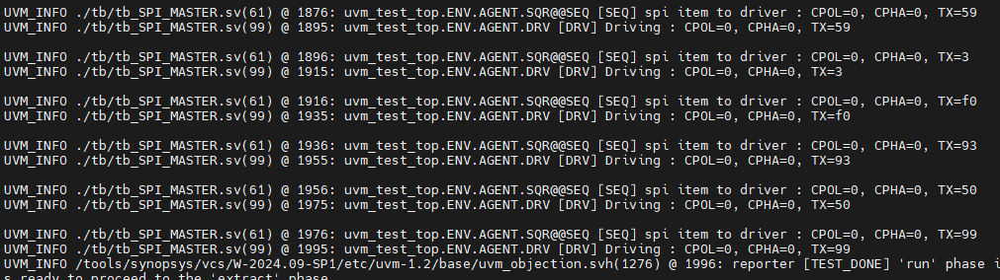 UVM_INFO ./tb/tb_SPI_MASTER.sv(61) @ 1876: uvm_test_top.ENV.AGENT.SQR@@SEQ [SEQ] spi item to driver : CPOL=0, CPHA=0, TX=59
UVM_INFO ./tb/tb_SPI_MASTER.sv(99) @ 1895: uvm_test_top.ENV.AGENT.DRV [DRV] Driving : CPOL=0, CPHA=0, TX=59
UVM_INFO ./tb/tb_SPI_MASTER.sv(61) @ 1896: uvm_test_top.ENV.AGENT.SQR@@SEQ [SEQ] spi item to driver : CPOL=0, CPHA=0, TX=3
UVM_INFO ./tb/tb_SPI_MASTER.sv(99) @ 1915: uvm_test_top.ENV.AGENT.DRV [DRV] Driving : CPOL=0, CPHA=0, TX=3
UVM_INFO ./tb/tb_SPI_MASTER.sv(61) @ 1916: uvm_test_top.ENV.AGENT.SQR@@SEQ [SEQ] spi item to driver : CPOL=0, CPHA=0, TX=f0
UVM_INFO ./tb/tb_SPI_MASTER.sv(99) @ 1935: uvm_test_top.ENV.AGENT.DRV [DRV] Driving : CPOL=0, CPHA=0, TX=f0
UVM_INFO ./tb/tb_SPI_MASTER.sv(61) @ 1936: uvm_test_top.ENV.AGENT.SQR@@SEQ [SEQ] spi item to driver : CPOL=0, CPHA=0, TX=93
UVM_INFO ./tb/tb_SPI_MASTER.sv(99) @ 1955: uvm_test_top.ENV.AGENT.DRV [DRV] Driving : CPOL=0, CPHA=0, TX=93
UVM_INFO ./tb/tb_SPI_MASTER.sv(61) @ 1956: uvm_test_top.ENV.AGENT.SQR@@SEQ [SEQ] spi item to driver : CPOL=0, CPHA=0, TX=50
UVM_INFO ./tb/tb_SPI_MASTER.sv(99) @ 1975: uvm_test_top.ENV.AGENT.DRV [DRV] Driving : CPOL=0, CPHA=0, TX=50
UVM_INFO ./tb/tb_SPI_MASTER.sv(61) @ 1976: uvm_test_top.ENV.AGENT.SQR@@SEQ [SEQ] spi item to driver : CPOL=0, CPHA=0, TX=99
UVM_INFO ./tb/tb_SPI_MASTER.sv(99) @ 1995: uvm_test_top.ENV.AGENT.DRV [DRV] Driving : CPOL=0, CPHA=0, TX=99
UVM_INFO /tools/synopsys/vcs/W-2024.09-SP1/etc/uvm-1.2/base/uvm_objection.svh(1276) @ 1996: reporter [TEST_DONE] 'run' phase i
s ready to proceed to the 'extract' phase